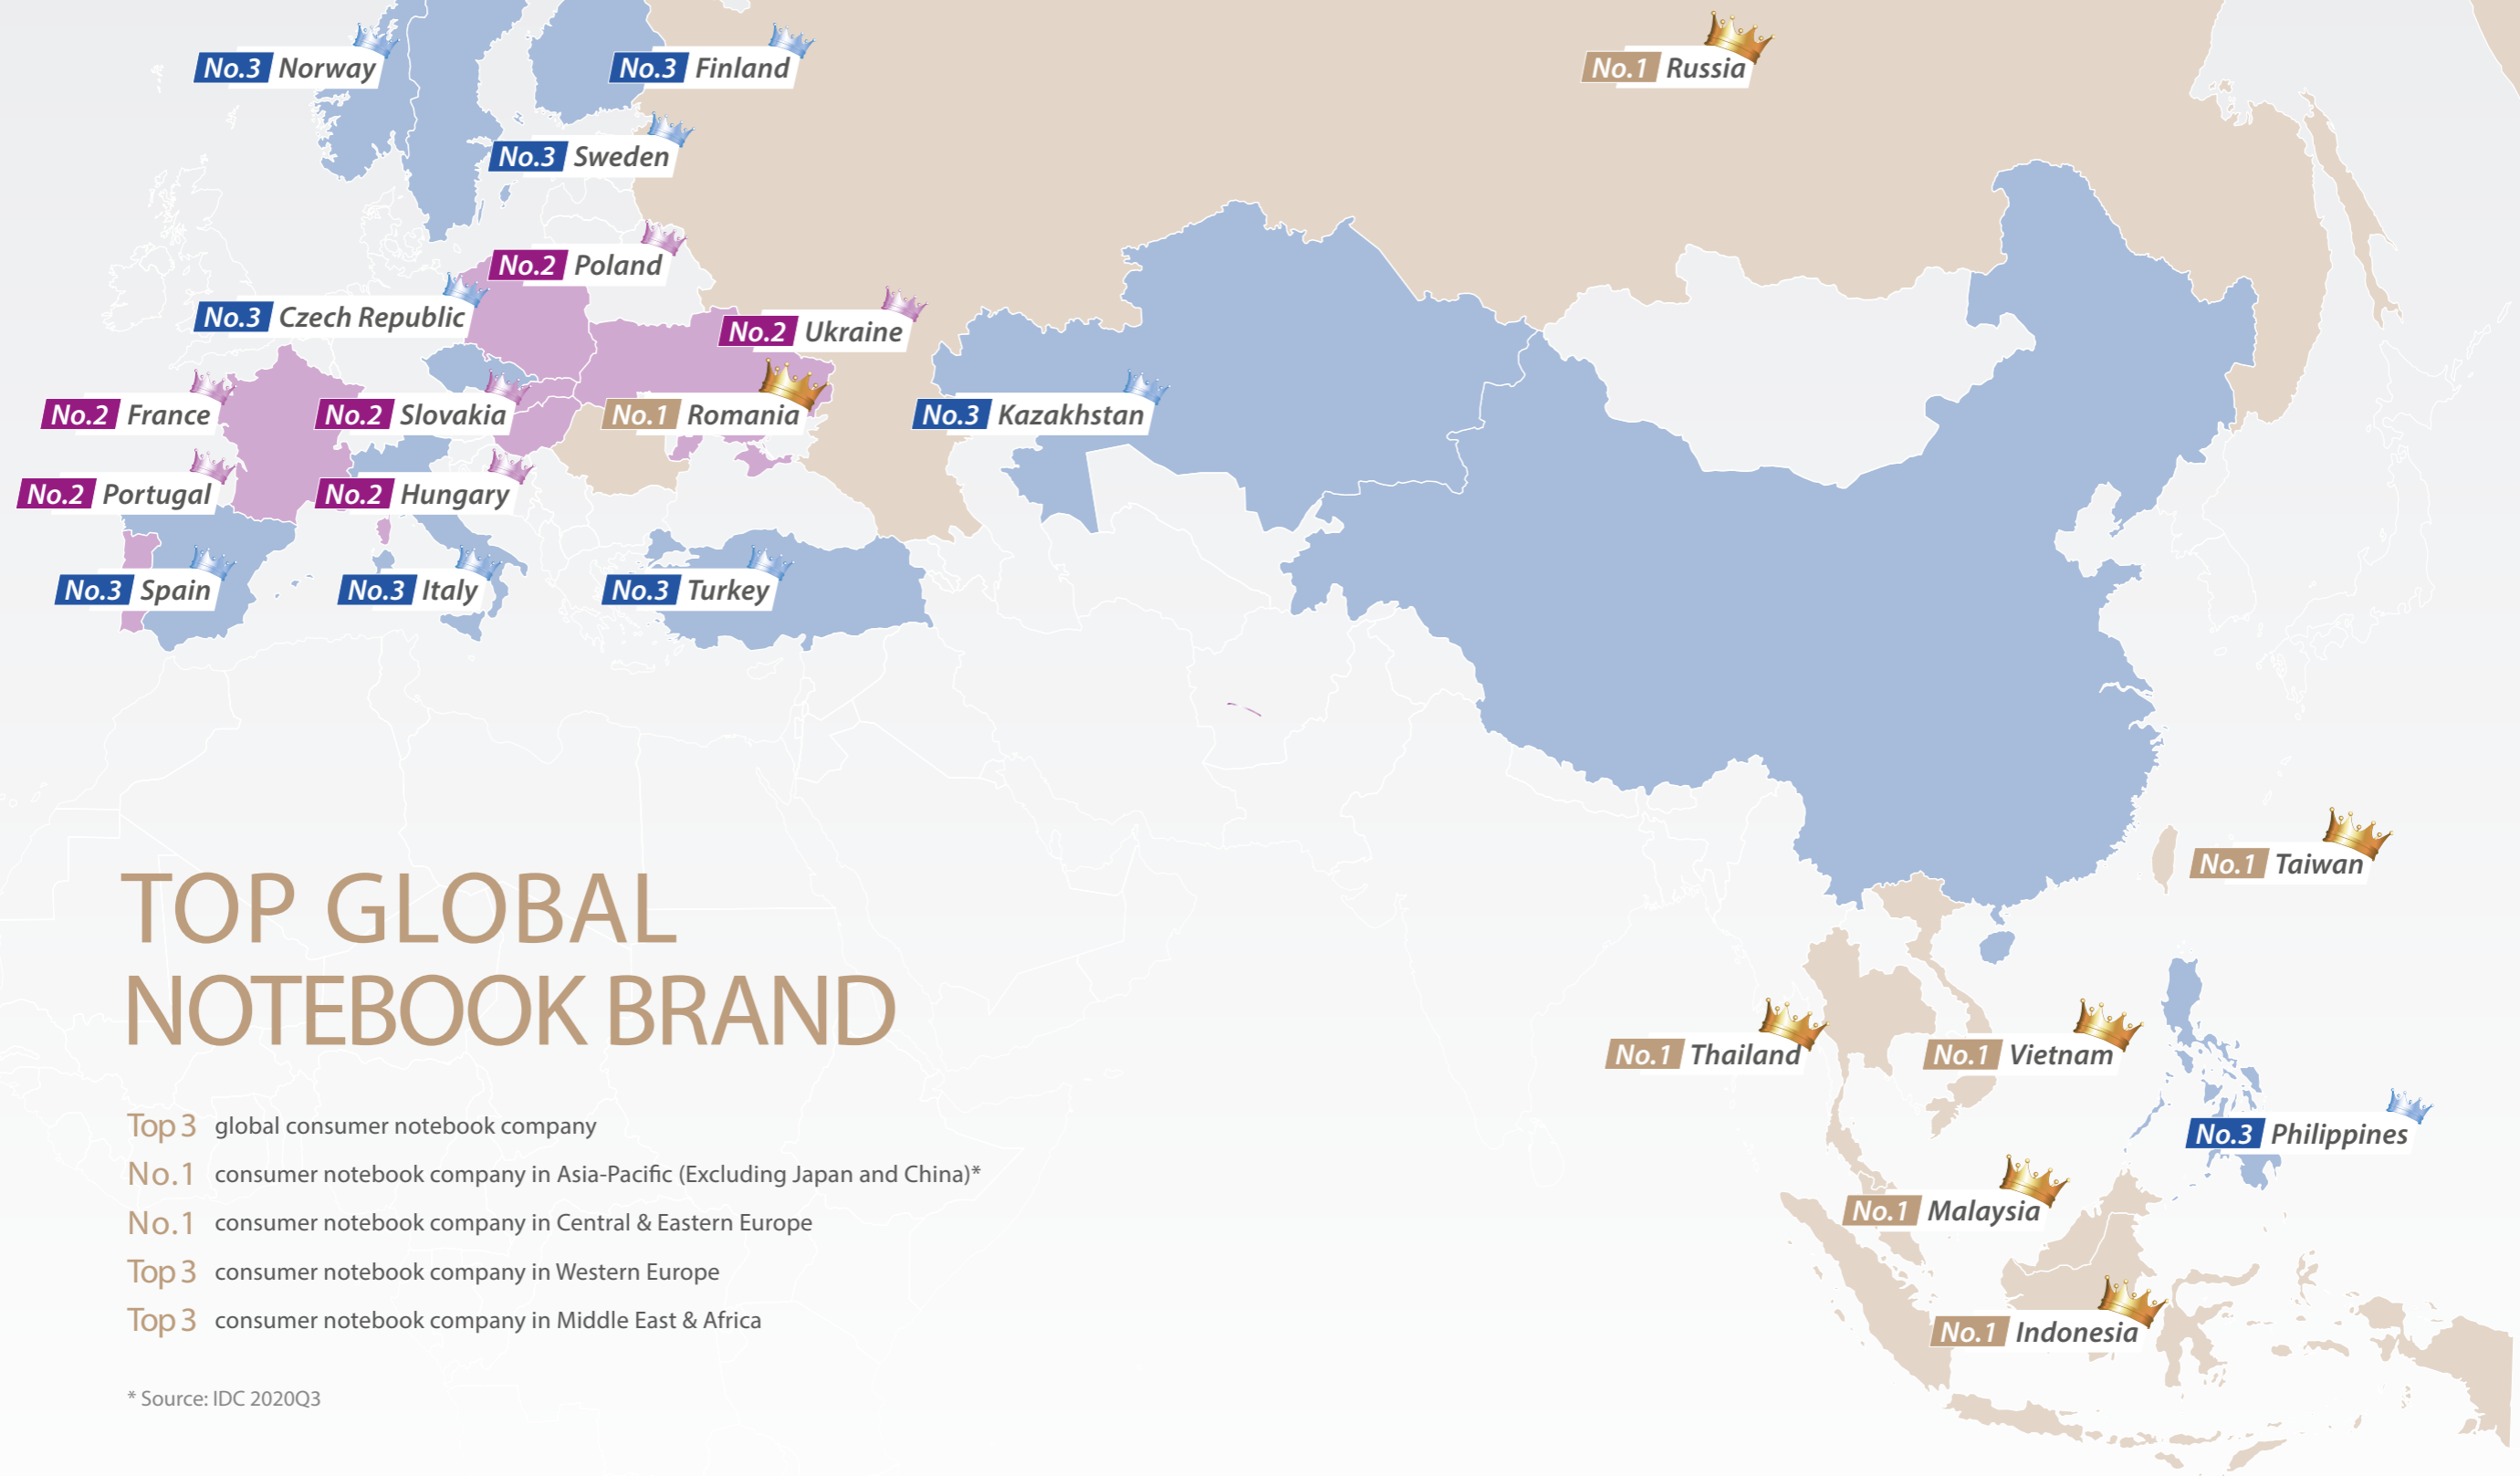 No.3 Norway
No.3 Finland
No.1 Russia
No.3 Sweden
No.2 Poland
No.3 Czech Republic
No.2 Ukraine
No.2 France
No.2 Slovakia
No.1 Romania
No.3 Kazakhstan
No.2 Portugal
No.2 Hungary
No.3 Spain
No.3 Italy
No.3 Turkey
No.1 Taiwan
TOP GLOBAL
NOTEBOOK BRAND
No.1 Thailand
No.1 Vietnam
No.3 Philippines
No.1 Malaysia
No.1 Indonesia
Top 3 global consumer notebook company
No.1 consumer notebook company in Asia-Pacific (Excluding Japan and China)*
No.1 consumer notebook company in Central & Eastern Europe
Top 3 consumer notebook company in Western Europe
Top 3 consumer notebook company in Middle East & Africa
* Source: IDC 2020Q3